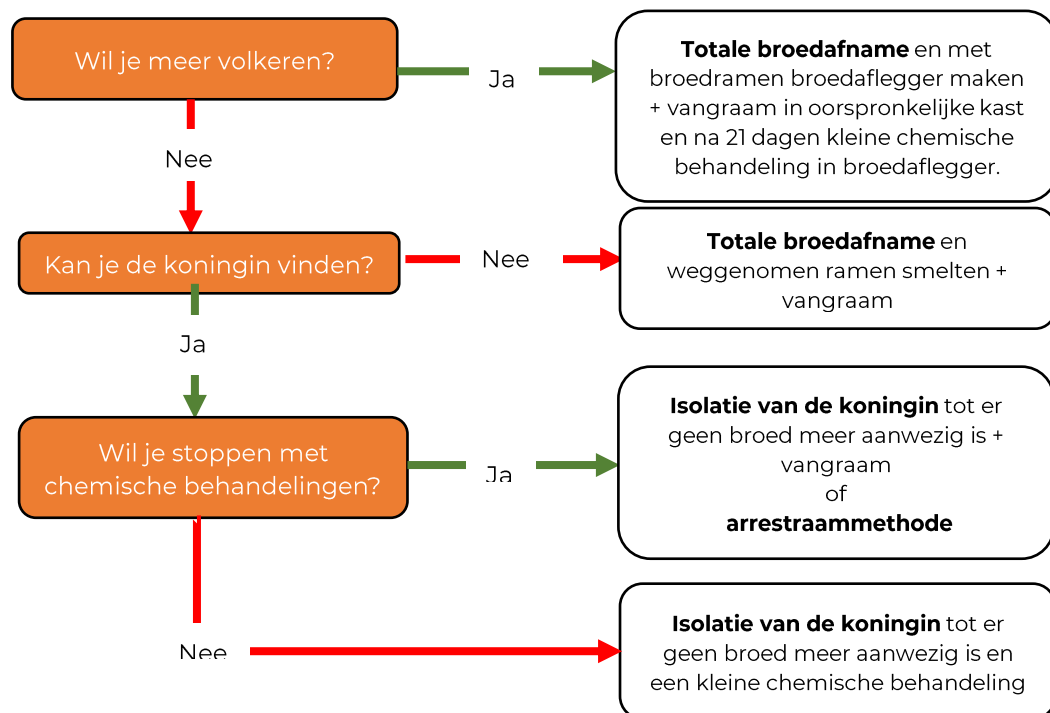 Wil je meer volkeren?
Ja
Totale broedafname en met
broedramen broedaflegger maken
+ vangraam in oorspronkelijke kast
en na 21 dagen kleine chemische
behandeling in broedaflegger.
Nee
Kan je de koningin vinden?
Nee
Totale broedafname en
weggenomen ramen smelten +
vangraam
Ja
Wil je stoppen met
chemische behandelingen?
Ja
Isolatie van de koningin tot er
geen broed meer aanwezig is +
vangraam
of
arrestraammethode
Nee
Isolatie van de koningin tot er
geen broed meer aanwezig is en
een kleine chemische behandeling